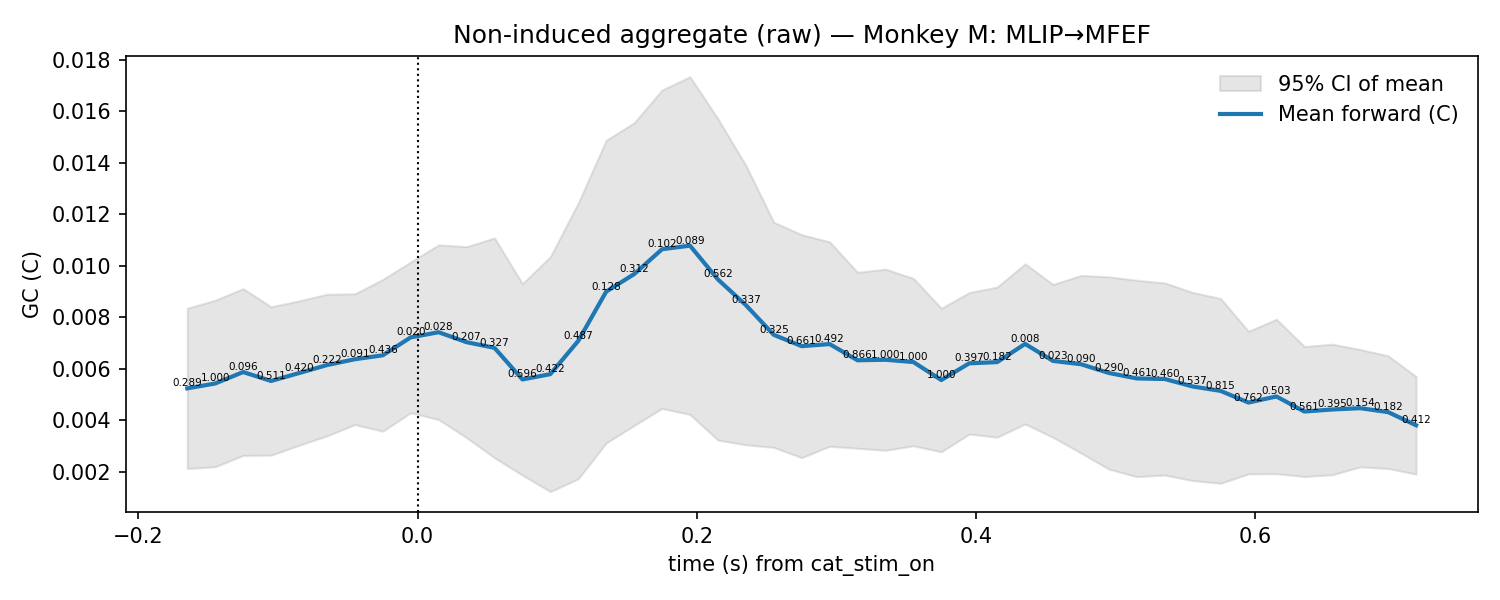 Non-induced aggregate (raw) — Monkey M: MLIP→MFEF
GC (C)
0.018
0.016
0.014
0.012
0.010
0.008
0.006
0.004
0.002
95% CI of mean
Mean forward (C)
0.289 1.000 0.096 0.511 0.420 0.222 0.091 0.436 0.020 0.028 0.207 0.327 0.596 0.422 0.487 0.128 0.312 0.102 0.089 0.562 0.337 0.325 0.661 0.492 0.866 1.000 1.000 1.000 0.397 0.182 0.008 0.023 0.090 0.290 0.461 0.460 0.537 0.815 0.762 0.503 0.561 0.395 0.154 0.182 0.412
−0.2 0.0 0.2 0.4 0.6
time (s) from cat_stim_on